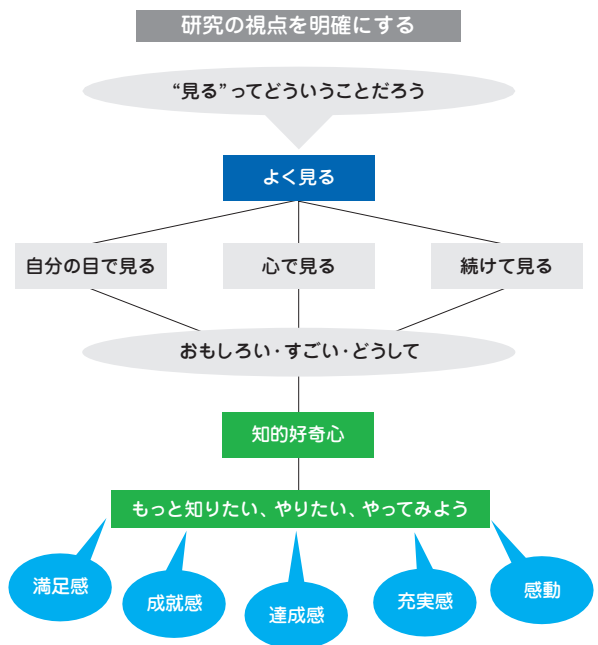 研究の視点を明確にする
“見る”ってどういうことだろう
よく見る
自分の目で見る
心で見る
続けて見る
おもしろい・すごい・どうして
知的好奇心
もっと知りたい、やりたい、やってみよう
満足感
成就感
達成感
充実感
感動